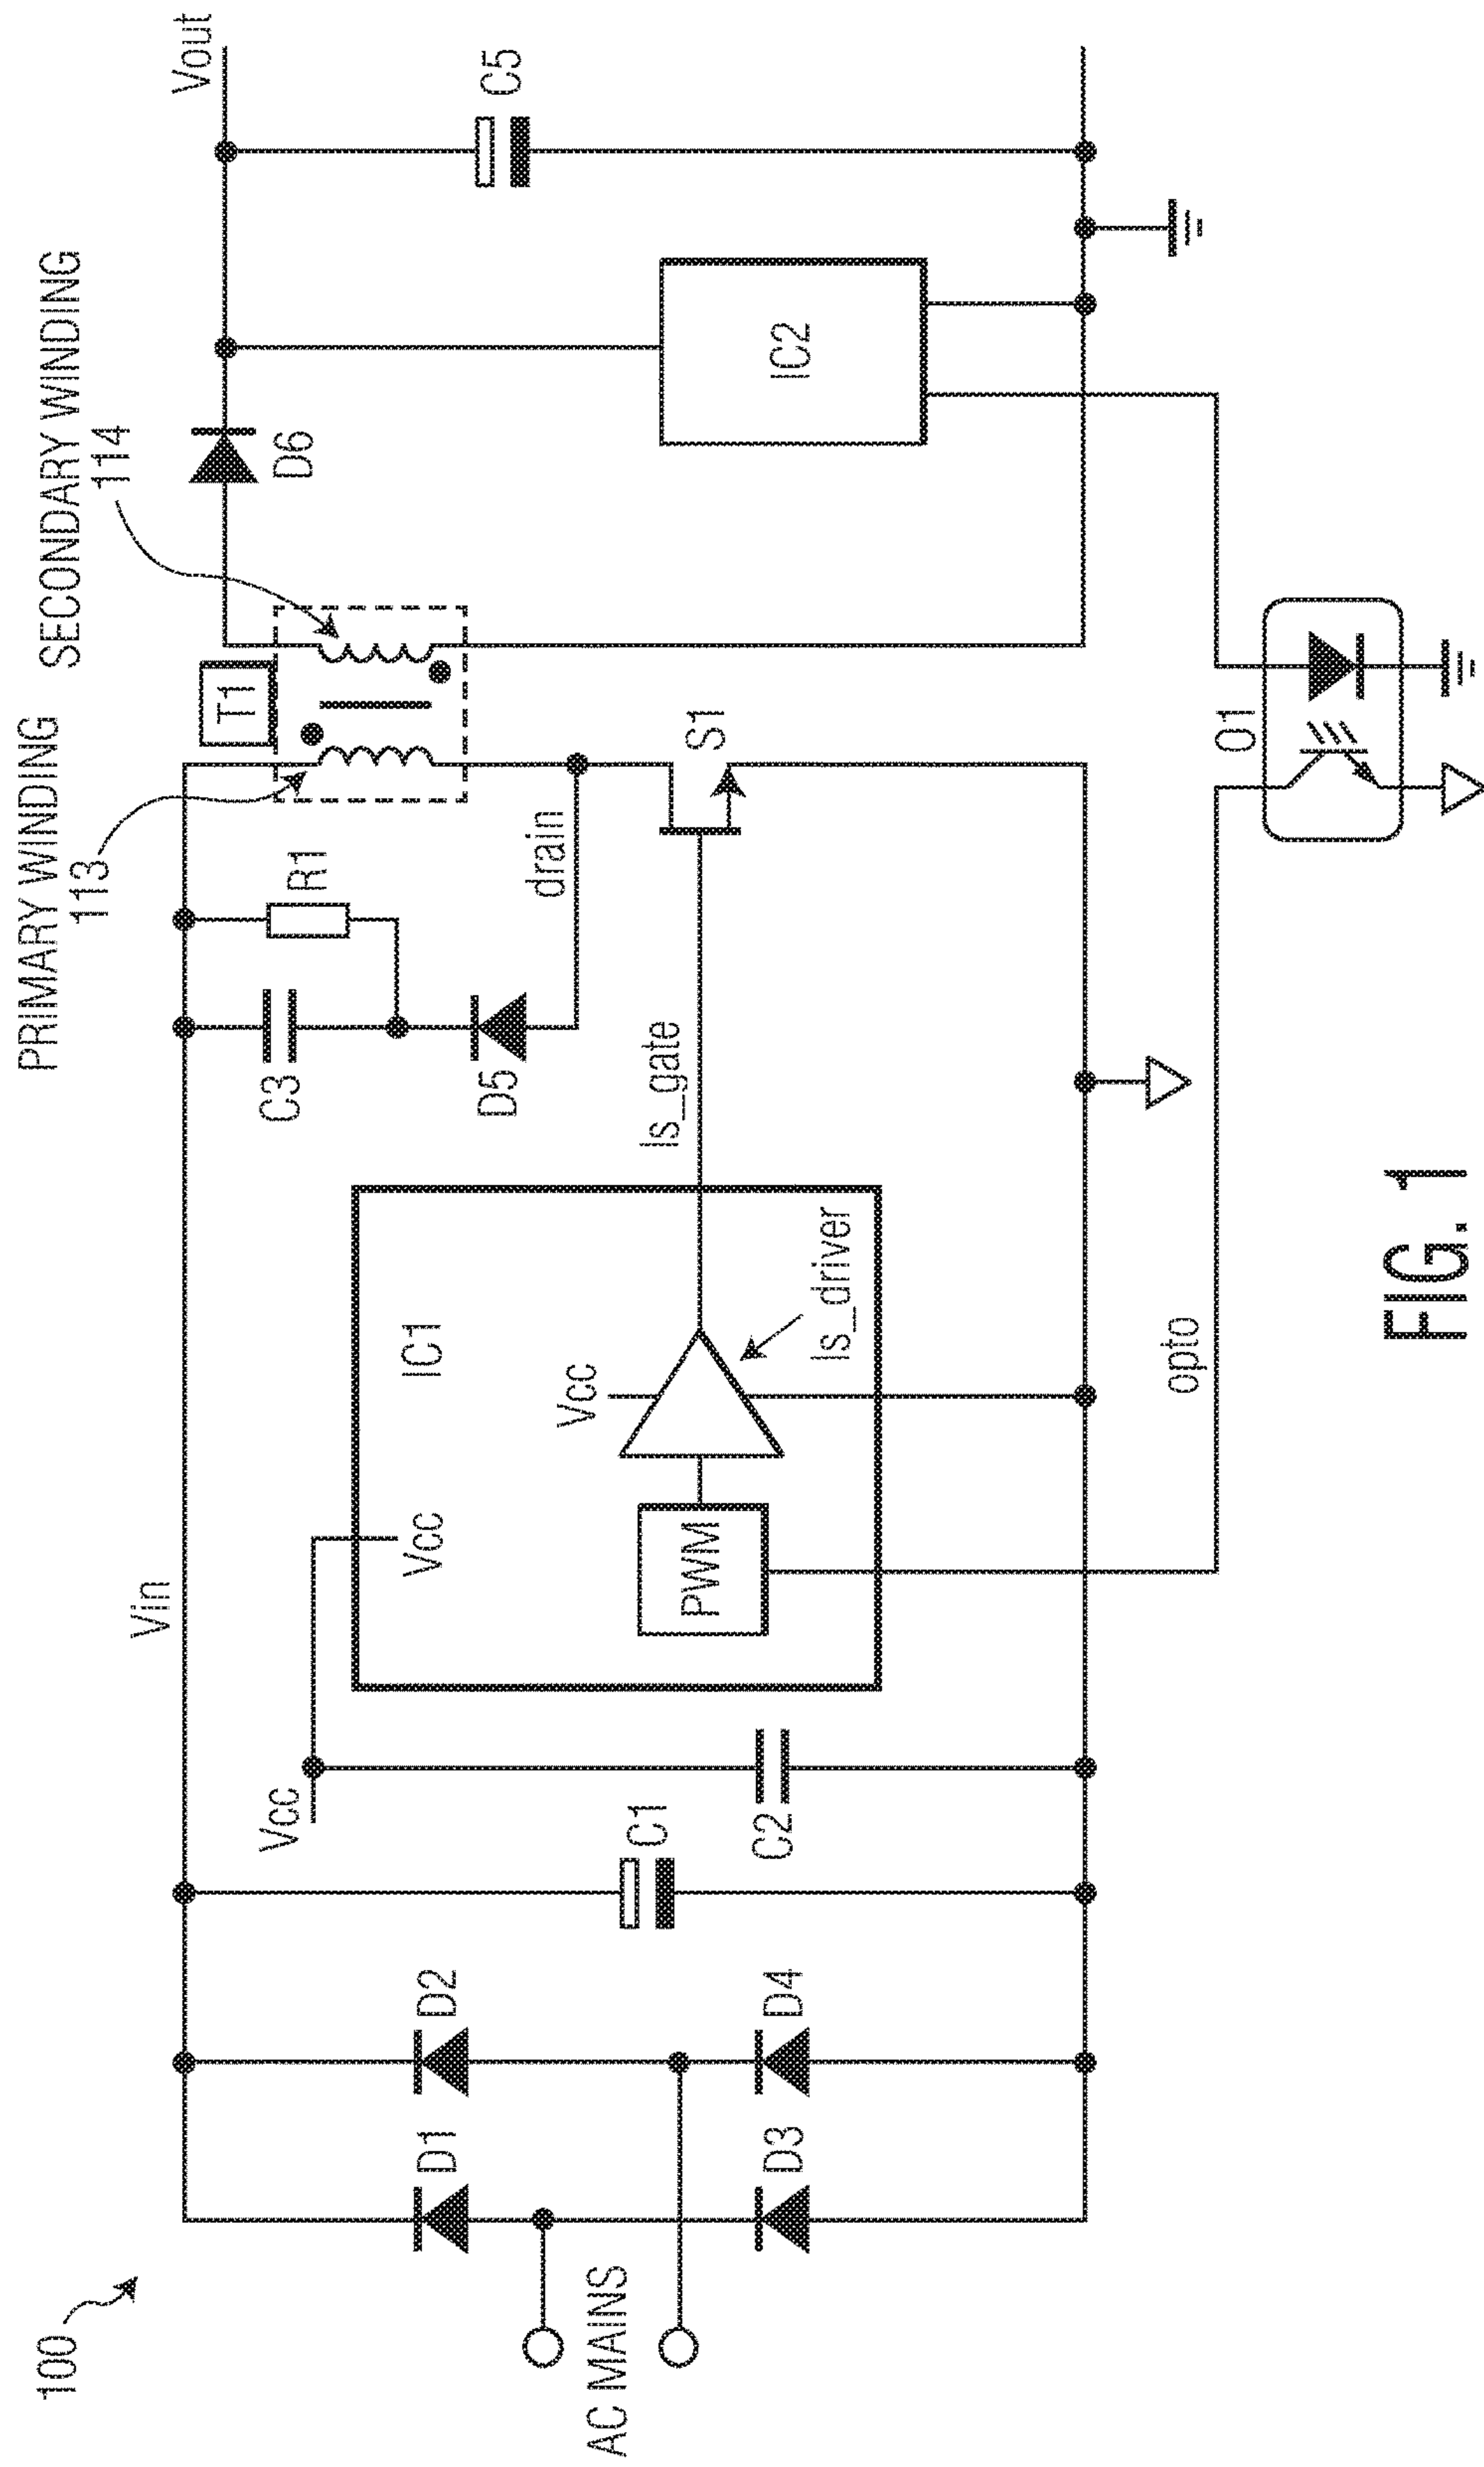 100
PRIMARY WINDING
113
SECONDARY WINDING
114
Vin
T1
Vout
AC MAINS
D1
D2
D3
D4
C1
Vcc
C2
Vcc
IC1
PWM
Vcc
ls_driver
ls_gate
C3
R1
D5
drain
S1
D6
IC2
C5
opto
O1
FIG. 1